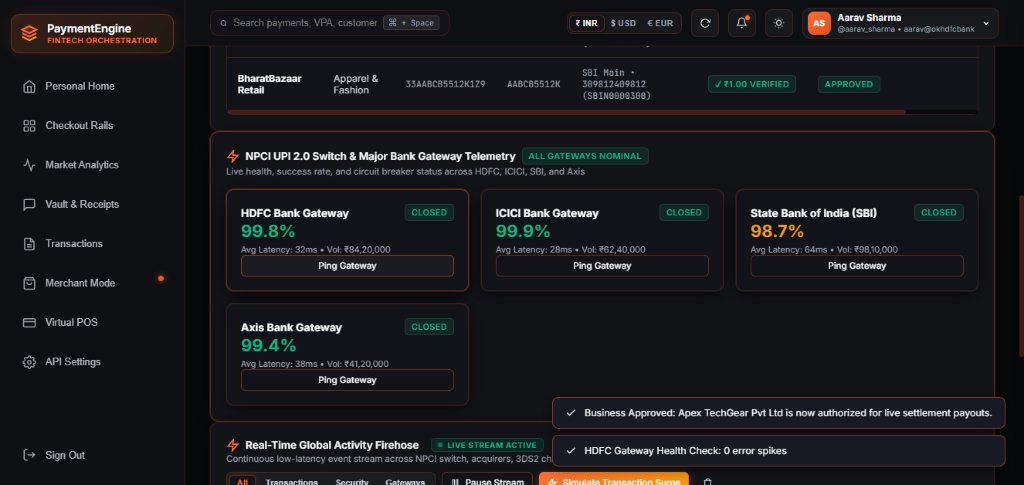 PaymentEngine
FINTECH ORCHESTRATION
Search payments, VPA, customer
⌘ + Space
₹ INR
$ USD
€ EUR
AS
Aarav Sharma
@aarav_sharma • aarav@okhdfcbank
Personal Home
Checkout Rails
Market Analytics
Vault & Receipts
Transactions
Merchant Mode
Virtual POS
API Settings
Sign Out
BharatBazaar
Retail
Apparel &
Fashion
33AABCB5512K1Z9
AABCB5512K
SBI Main •
309812409812
(SBIN0000300)
✓ ₹1.00 VERIFIED
APPROVED
NPCI UPI 2.0 Switch & Major Bank Gateway Telemetry
ALL GATEWAYS NOMINAL
Live health, success rate, and circuit breaker status across HDFC, ICICI, SBI, and Axis
HDFC Bank Gateway
CLOSED
99.8%
Avg Latency: 32ms • Vol: ₹84,20,000
Ping Gateway
ICICI Bank Gateway
CLOSED
99.9%
Avg Latency: 28ms • Vol: ₹62,40,000
Ping Gateway
State Bank of India (SBI)
CLOSED
98.7%
Avg Latency: 64ms • Vol: ₹98,10,000
Ping Gateway
Axis Bank Gateway
CLOSED
99.4%
Avg Latency: 38ms • Vol: ₹41,20,000
Ping Gateway
Business Approved: Apex TechGear Pvt Ltd is now authorized for live settlement payouts.
HDFC Gateway Health Check: 0 error spikes
Real-Time Global Activity Firehose
LIVE STREAM ACTIVE
Continuous low-latency event stream across NPCI switch, acquirers, 3DS2
All
Transactions
Security
Gateways
Pause Stream
Simulate Transaction Surge